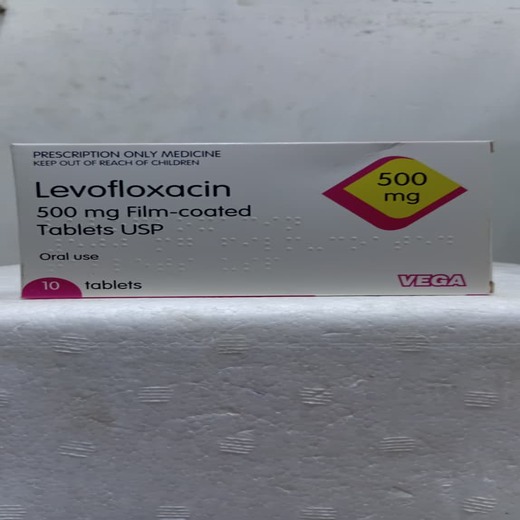 PRESCRIPTION ONLY MEDICINE
KEEP OUT OF REACH OF CHILDREN
Levofloxacin
500 mg Film-coated
Tablets USP
Oral use
10 tablets
500
mg
VEGA